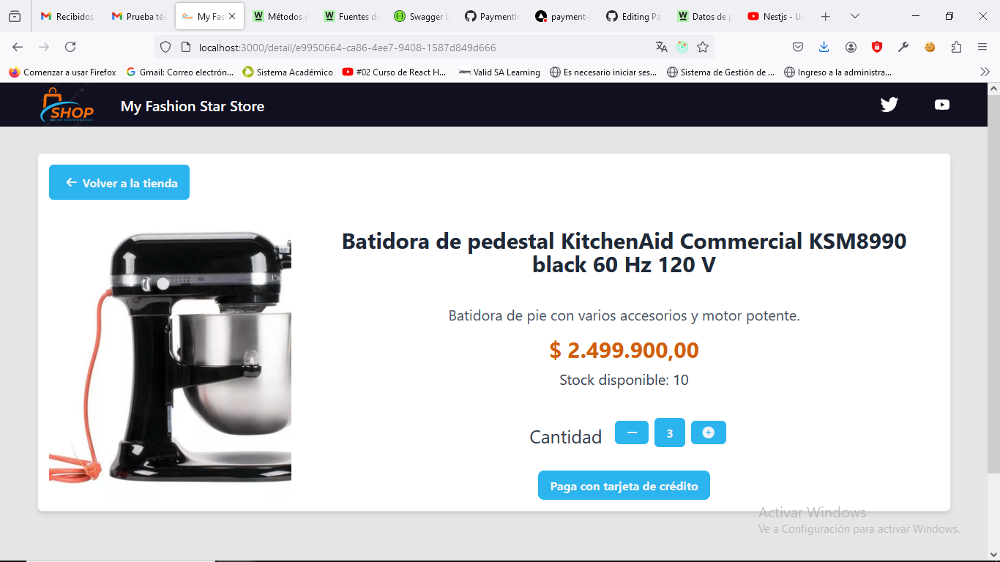 Recibidos
Prueba té
My Fas
Métodos d
Fuentes d
Swagger U
PaymentIn
payment-
Editing Pa
Datos de p
Nestjs - U
localhost:3000/detail/e9950664-ca86-4ee7-9408-1587d849d666
Comenzar a usar Firefox
Gmail: Correo electrón...
Sistema Académico
#02 Curso de React H...
idem Valid SA Learning
Es necesario iniciar ses...
Sistema de Gestión de ...
Ingreso a la administra...
SHOP
My Fashion Star Store
Volver a la tienda
Batidora de pedestal KitchenAid Commercial KSM8990
black 60 Hz 120 V
Batidora de pie con varios accesorios y motor potente.
$ 2.499.900,00
Stock disponible: 10
Cantidad
3
Paga con tarjeta de crédito
Activar Windows
Ve a Configuración para activar Windows.